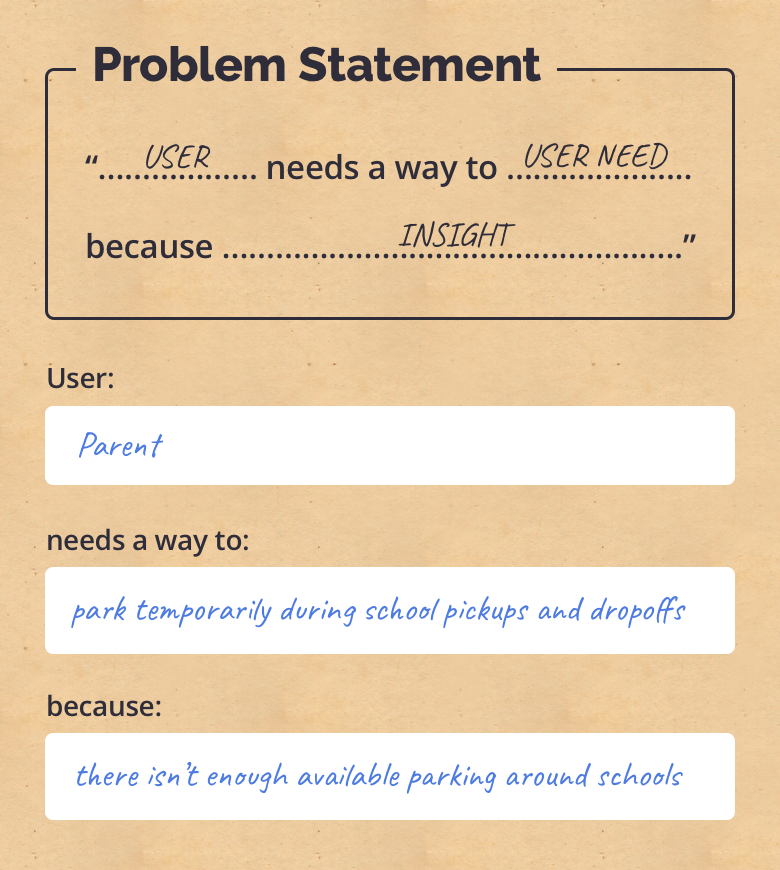 Problem Statement
“.....USER..... needs a way to .....USER NEED.....
because .....INSIGHT.....”
User:
Parent
needs a way to:
park temporarily during school pickups and dropoffs
because:
there isn’t enough available parking around schools